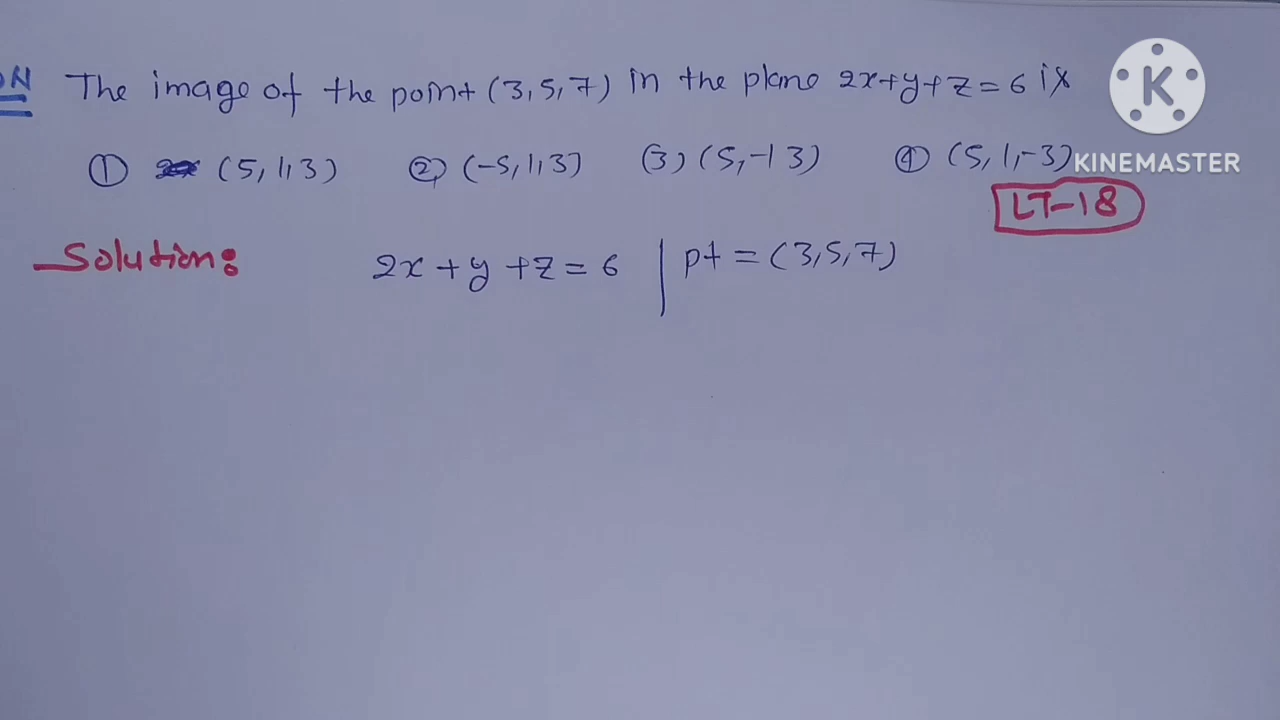 ON The image of the point (3,5,7) in the plane 2x+y+z=6 is
① (5,1,3) ② (-5,1,3) (3) (5,-1 3) ④ (5,1,-3)
KINEMASTER
LT-18
Solution: 2x+y+z=6 | pt=(3,5,7)